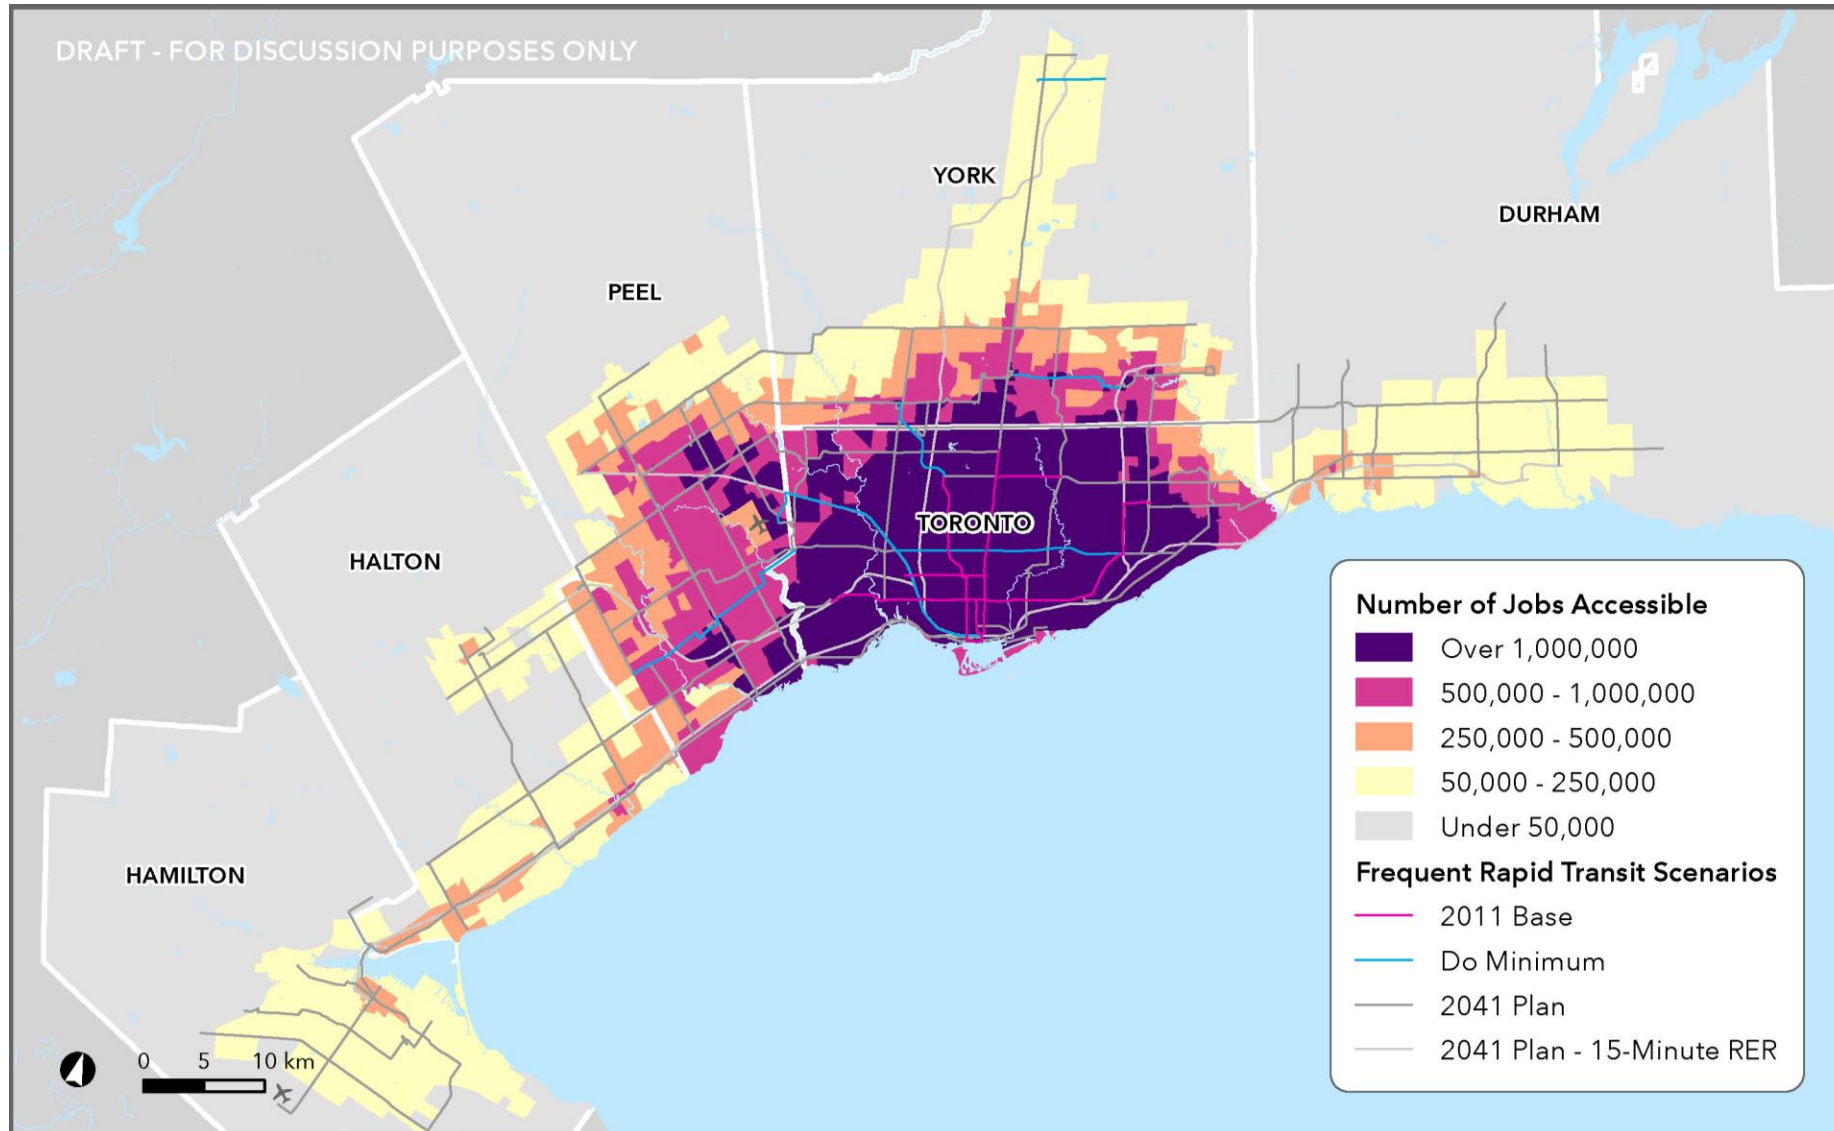 DRAFT - FOR DISCUSSION PURPOSES ONLY
YORK
DURHAM
PEEL
TORONTO
HALTON
HAMILTON
0 5 10 km
Number of Jobs Accessible
Over 1,000,000
500,000 - 1,000,000
250,000 - 500,000
50,000 - 250,000
Under 50,000
Frequent Rapid Transit Scenarios
2011 Base
Do Minimum
2041 Plan
2041 Plan - 15-Minute RER